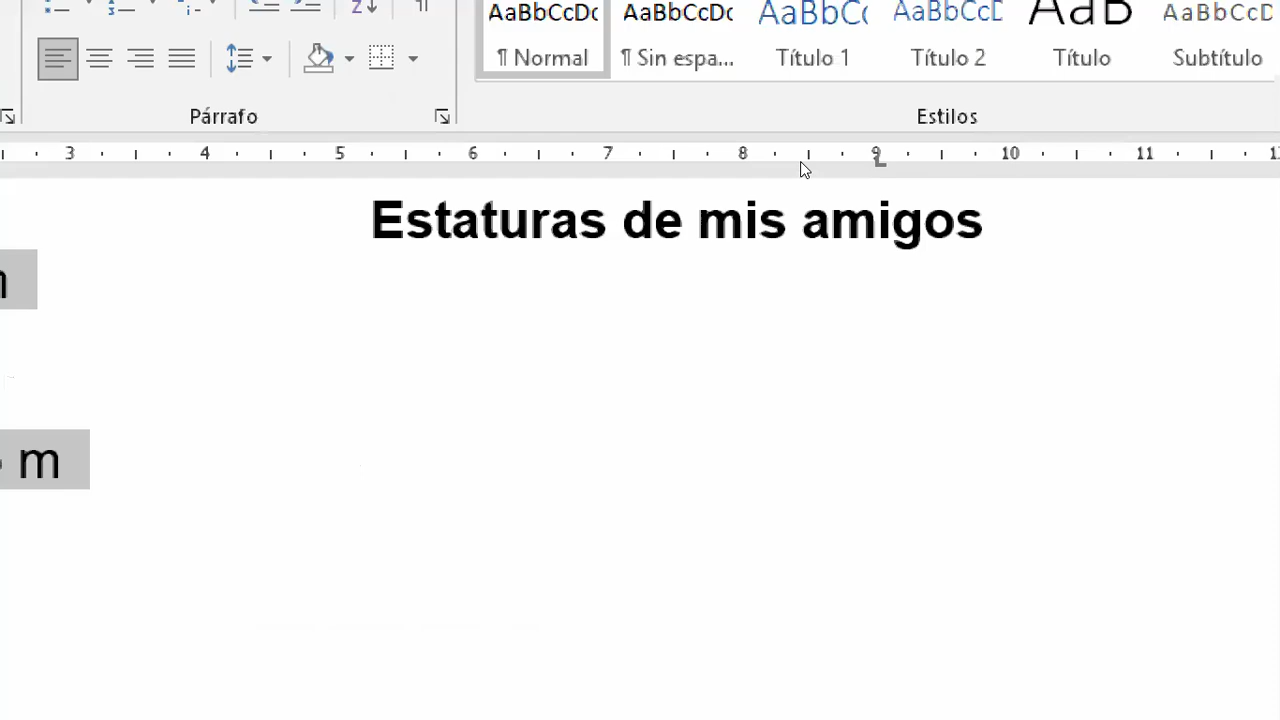 AaBbCcDc AaBbCcDc AaBbC( AaBbCcD AaB AaBbCcD
¶ Normal ¶ Sin espa... Título 1 Título 2 Título Subtítulo
Párrafo Estilos
3 4 5 6 7 8 9 10 11
Estaturas de mis amigos
m